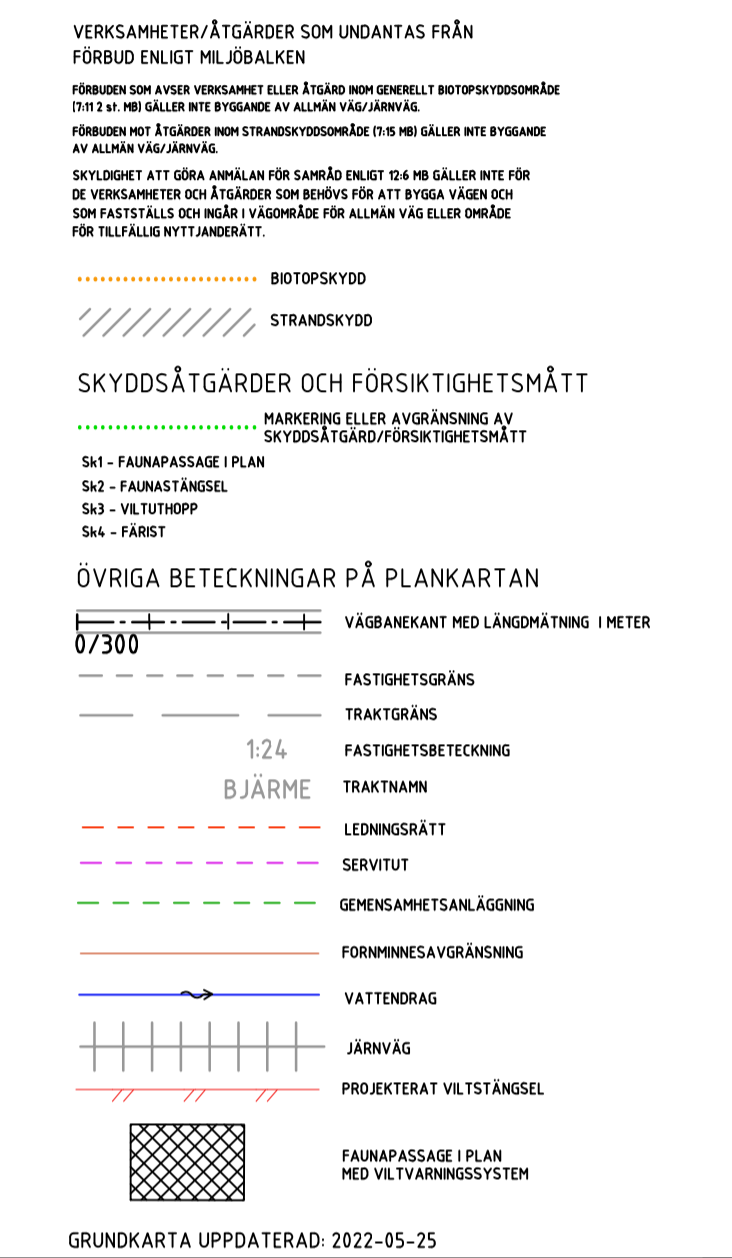 VERKSAMHETER/ÅTGÄRDER SOM UNDANTAS FRÅN
FÖRBUD ENLIGT MILJÖBALKEN
FÖRBUDEN SOM AVSER VERKSAMHET ELLER ÅTGÄRD INOM GENERELLT BIOTOPSKYDDSOMRÅDE
(7:11 2 st. MB) GÄLLER INTE BYGGANDE AV ALLMÄN VÄG/JÄRNVÄG.
FÖRBUDEN MOT ÅTGÄRDER INOM STRANDSKYDDSOMRÅDE (7:15 MB) GÄLLER INTE BYGGANDE
AV ALLMÄN VÄG/JÄRNVÄG.
SKYLDIGHET ATT GÖRA ANMÄLAN FÖR SAMRÅD ENLIGT 12:6 MB GÄLLER INTE FÖR
DE VERKSAMHETER OCH ÅTGÄRDER SOM BEHÖVS FÖR ATT BYGGA VÄGEN OCH
SOM FASTSTÄLLS OCH INGÅR I VÄGOMRÅDE FÖR ALLMÄN VÄG ELLER OMRÅDE
FÖR TILLFÄLLIG NYTTJANDERÄTT.
BIOTOPSKYDD
STRANDSKYDD
SKYDDSÅTGÄRDER OCH FÖRSIKTIGHETSMÅTT
MARKERING ELLER AVGRÄNSNING AV
SKYDDSÅTGÄRD/FÖRSIKTIGHETSMÅTT
Sk1 - FAUNAPASSAGE I PLAN
Sk2 - FAUNASTÄNGSEL
Sk3 - VILTUTHOPP
Sk4 - FÄRIST
ÖVRIGA BETECKNINGAR PÅ PLANKARTAN
VÄGBANEKANT MED LÄNGDMÄTNING I METER
0/300
FASTIGHETSGRÄNS
TRAKTGRÄNS
1:24 FASTIGHETSBETECKNING
BJÄRME TRAKTNAMN
LEDNINGSRÄTT
SERVITUT
GEMENSAMHETSANLÄGGNING
FORNMINNESAVGRÄNSNING
VATTENDRAG
JÄRNVÄG
PROJEKTERAT VILTSTÄNGSEL
FAUNAPASSAGE I PLAN
MED VILTVARNINGSSYSTEM
GRUNDKARTA UPPDATERAD: 2022-05-25